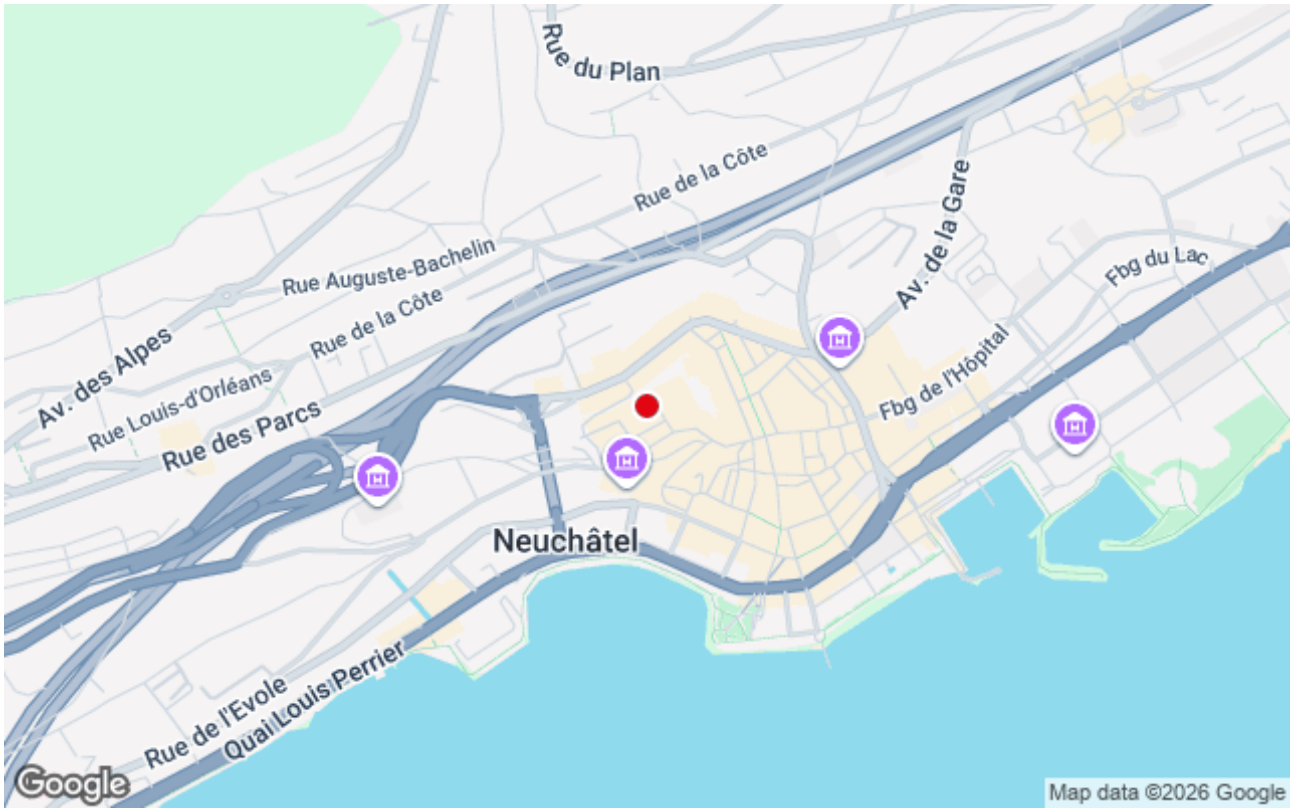 Rue du Plan
Rue de la Côte
Av. de la Gare
Rue Auguste-Bachelin
Fbg du Lac
Rue de la Côte
Av. des Alpes
Rue Louis-d'Orléans
Fbg de l'Hôpital
Rue des Parcs
Neuchâtel
Rue de l'Evole
Quai Louis Perrier
Google
Map data ©2026 Google